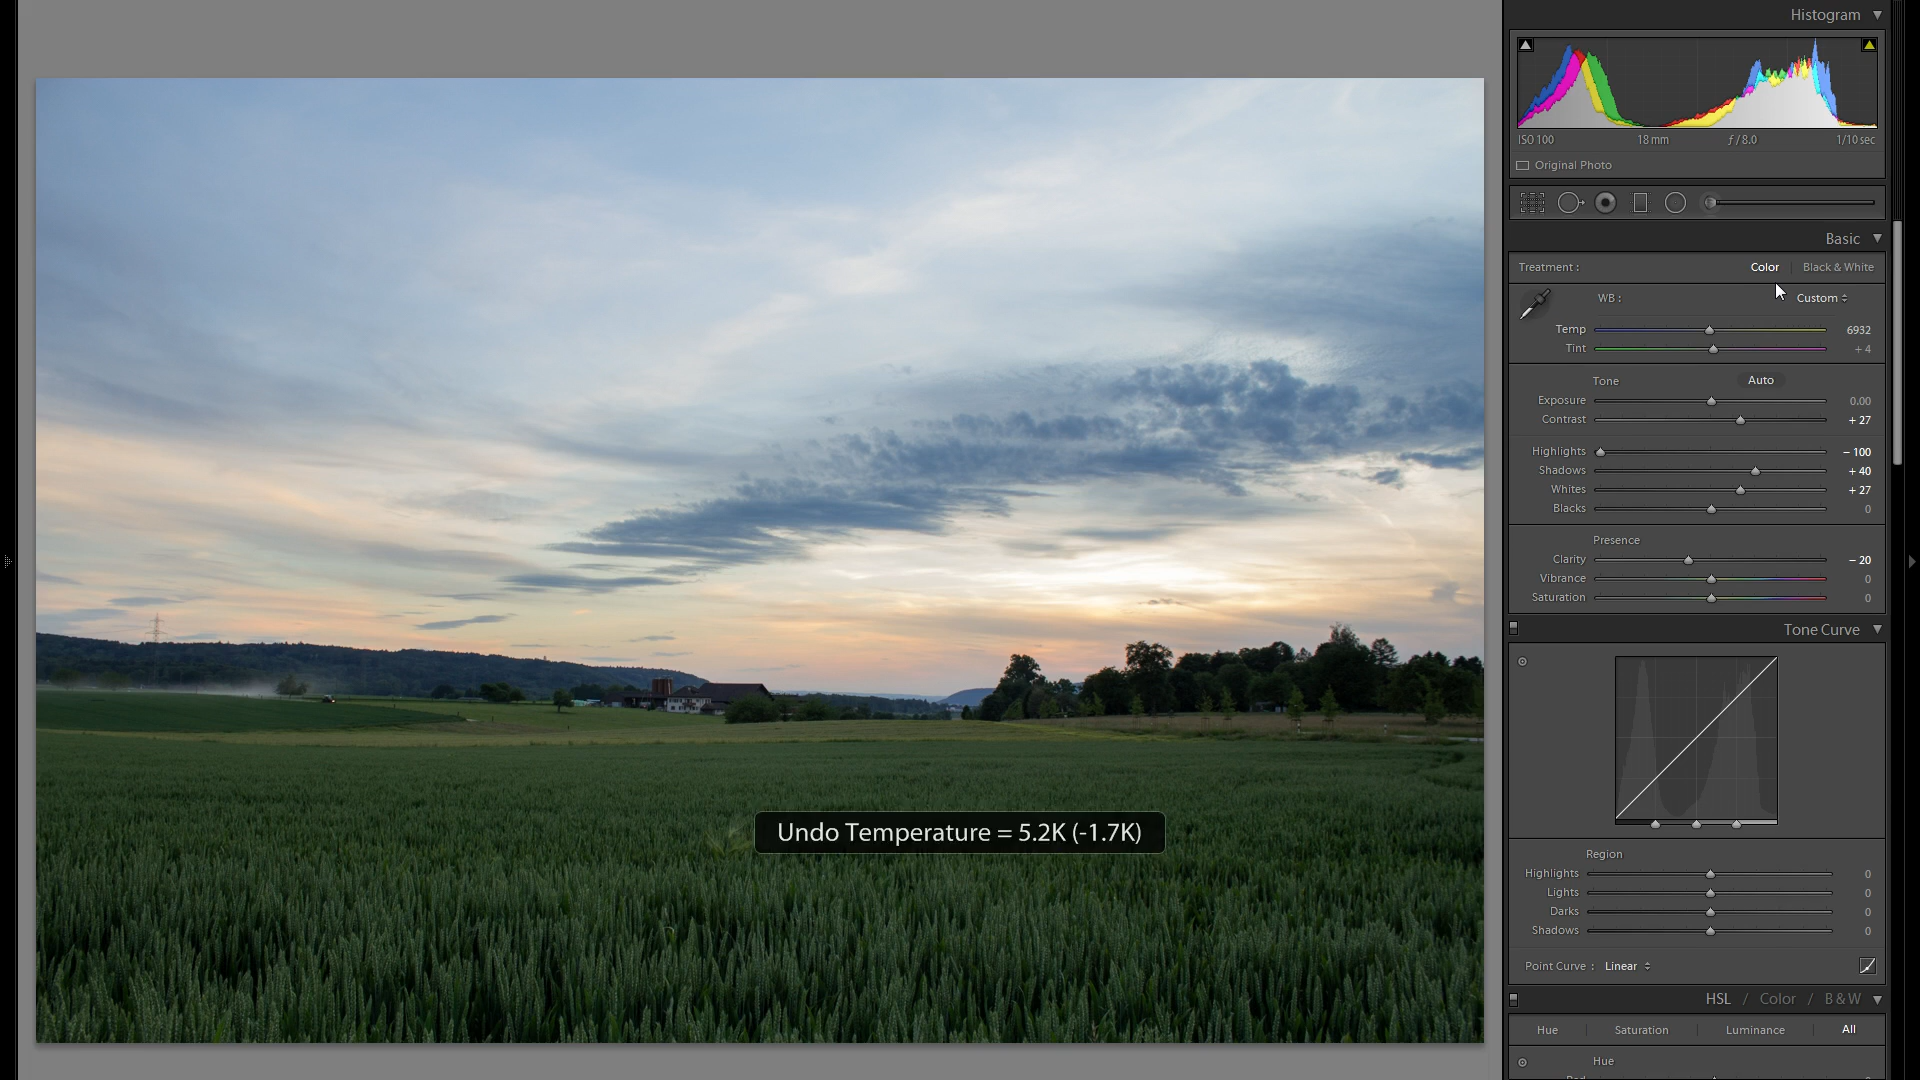 Histogram
ISO 100 18 mm ƒ / 8.0 1/10 sec
Original Photo
Basic
Treatment : Color Black & White
WB : Custom
Temp 6932
Tint + 4
Tone Auto
Exposure 0.00
Contrast + 27
Highlights − 100
Shadows + 40
Whites + 27
Blacks 0
Presence
Clarity − 20
Vibrance 0
Saturation 0
Tone Curve
Undo Temperature = 5.2K (-1.7K)
Region
Highlights 0
Lights 0
Darks 0
Shadows 0
Point Curve : Linear
HSL / Color / B & W
Hue Saturation Luminance All
Hue